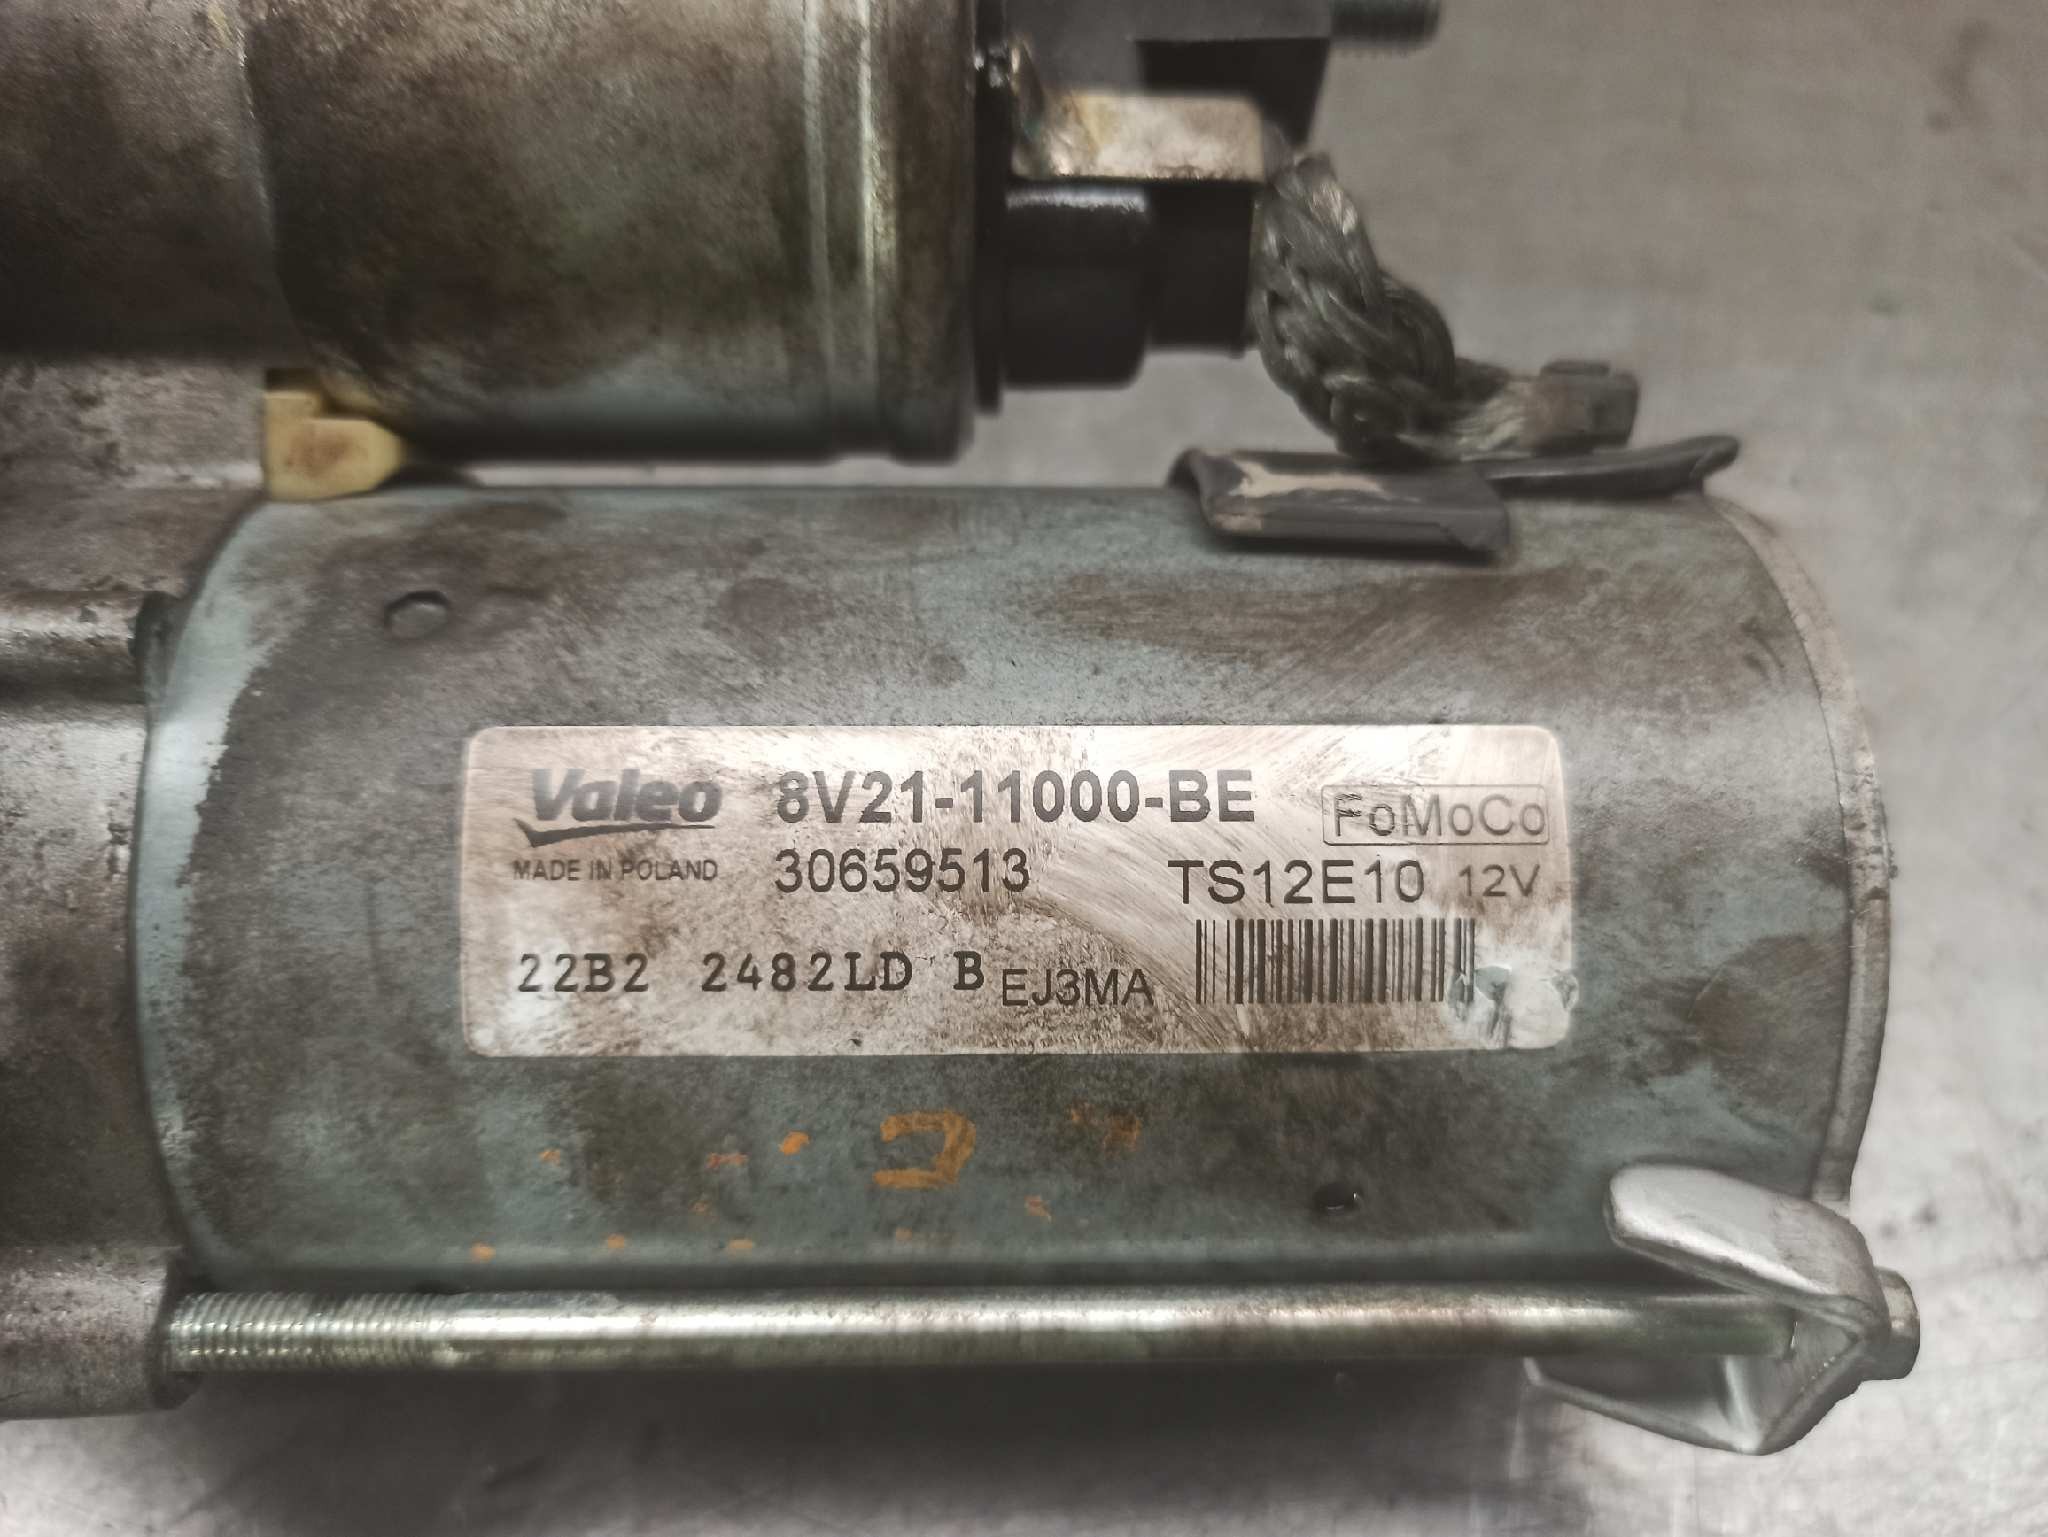 Valeo 8V21-11000-BE FoMoCo
MADE IN POLAND 30659513 TS12E10 12V
22B2 2482LD B EJ3MA